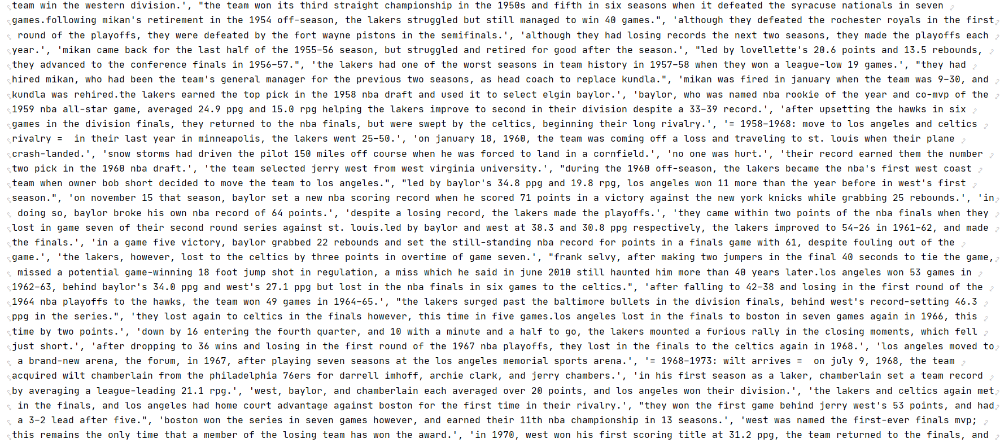 team win the western division.', "the team won its third straight championship in the 1950s and fifth in six seasons when it defeated the syracuse nationals in seven
games.following mikan's retirement in the 1954 off-season, the lakers struggled but still managed to win 40 games.", 'although they defeated the rochester royals in the first
round of the playoffs, they were defeated by the fort wayne pistons in the semifinals.', 'although they had losing records the next two seasons, they made the playoffs each
year.', 'mikan came back for the last half of the 1955-56 season, but struggled and retired for good after the season.', "led by lovellette's 20.6 points and 13.5 rebounds,
they advanced to the conference finals in 1956-57.", 'the lakers had one of the worst seasons in team history in 1957-58 when they won a league-low 19 games.', "they had
hired mikan, who had been the team's general manager for the previous two seasons, as head coach to replace kundla.", 'mikan was fired in january when the team was 9-30, and
kundla was rehired.the lakers earned the top pick in the 1958 nba draft and used it to select elgin baylor.', 'baylor, who was named nba rookie of the year and co-mvp of the
1959 nba all-star game, averaged 24.9 ppg and 15.0 rpg helping the lakers improve to second in their division despite a 33-39 record.', 'after upsetting the hawks in six
games in the division finals, they returned to the nba finals, but were swept by the celtics, beginning their long rivalry.', '= 1958-1968: move to los angeles and celtics
rivalry =  in their last year in minneapolis, the lakers went 25-50.', 'on january 18, 1960, the team was coming off a loss and traveling to st. louis when their plane
crash-landed.', 'snow storms had driven the pilot 150 miles off course when he was forced to land in a cornfield.', 'no one was hurt.', 'their record earned them the number
two pick in the 1960 nba draft.', 'the team selected jerry west from west virginia university.', "during the 1960 off-season, the lakers became the nba's first west coast
team when owner bob short decided to move the team to los angeles.", "led by baylor's 34.8 ppg and 19.8 rpg, los angeles won 11 more than the year before in west's first
season.", 'on november 15 that season, baylor set a new nba scoring record when he scored 71 points in a victory against the new york knicks while grabbing 25 rebounds.', 'in
doing so, baylor broke his own nba record of 64 points.', 'despite a losing record, the lakers made the playoffs.', 'they came within two points of the nba finals when they
lost in game seven of their second round series against st. louis.led by baylor and west at 38.3 and 30.8 ppg respectively, the lakers improved to 54-26 in 1961-62, and made
the finals.', 'in a game five victory, baylor grabbed 22 rebounds and set the still-standing nba record for points in a finals game with 61, despite fouling out of the
game.', 'the lakers, however, lost to the celtics by three points in overtime of game seven.', "frank selvy, after making two jumpers in the final 40 seconds to tie the game,
missed a potential game-winning 18 foot jump shot in regulation, a miss which he said in june 2010 still haunted him more than 40 years later.los angeles won 53 games in
1962-63, behind baylor's 34.0 ppg and west's 27.1 ppg but lost in the nba finals in six games to the celtics.", 'after falling to 42-38 and losing in the first round of the
1964 nba playoffs to the hawks, the team won 49 games in 1964-65.', "the lakers surged past the baltimore bullets in the division finals, behind west's record-setting 46.3
ppg in the series.", 'they lost again to celtics in the finals however, this time in five games.los angeles lost in the finals to boston in seven games again in 1966, this
time by two points.', 'down by 16 entering the fourth quarter, and 10 with a minute and a half to go, the lakers mounted a furious rally in the closing moments, which fell
just short.', 'after dropping to 36 wins and losing in the first round of the 1967 nba playoffs, they lost in the finals to the celtics again in 1968.', 'los angeles moved to
a brand-new arena, the forum, in 1967, after playing seven seasons at the los angeles memorial sports arena.', '= 1968-1973: wilt arrives =  on july 9, 1968, the team
acquired wilt chamberlain from the philadelphia 76ers for darrell imhoff, archie clark, and jerry chambers.', 'in his first season as a laker, chamberlain set a team record
by averaging a league-leading 21.1 rpg.', 'west, baylor, and chamberlain each averaged over 20 points, and los angeles won their division.', 'the lakers and celtics again met
in the finals, and los angeles had home court advantage against boston for the first time in their rivalry.', "they won the first game behind jerry west's 53 points, and had
a 3-2 lead after five.", 'boston won the series in seven games however, and earned their 11th nba championship in 13 seasons.', 'west was named the first-ever finals mvp;
this remains the only time that a member of the losing team has won the award.', 'in 1970, west won his first scoring title at 31.2 ppg, the team returned to the finals, and